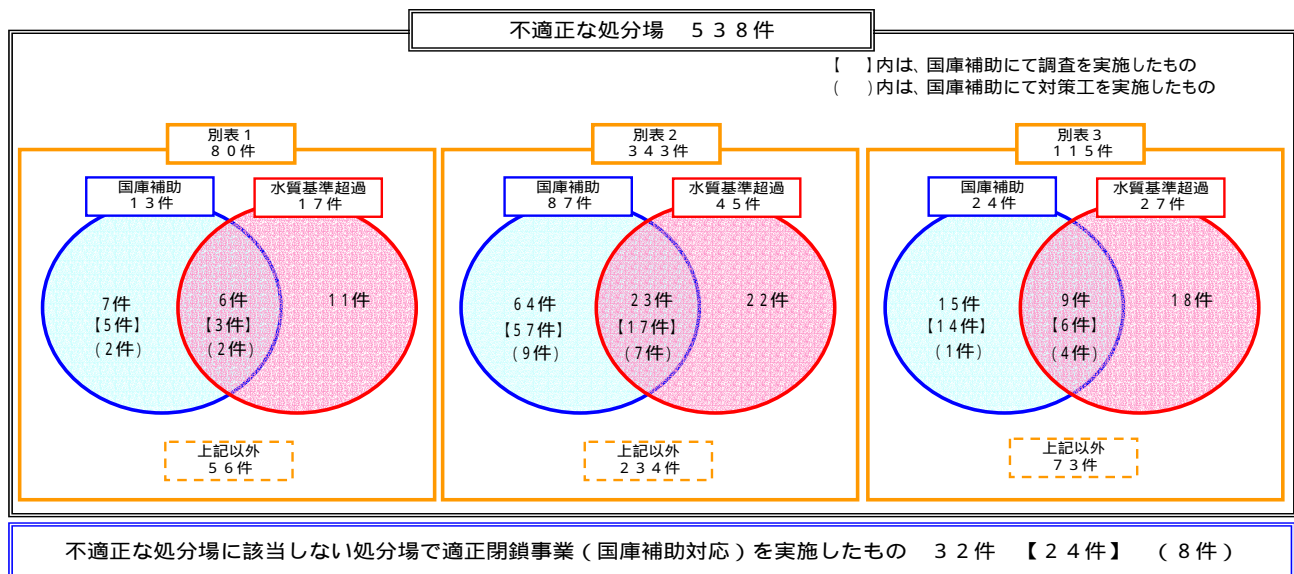 不適正な処分場 538件
【 】内は、国庫補助にて調査を実施したもの
( )内は、国庫補助にて対策工を実施したもの
別表1
80件
国庫補助
13件
水質基準超過
17件
7件
【5件】
(2件)
6件
【3件】
(2件)
11件
上記以外
56件
別表2
343件
国庫補助
87件
水質基準超過
45件
64件
【57件】
(9件)
23件
【17件】
(7件)
22件
上記以外
234件
別表3
115件
国庫補助
24件
水質基準超過
27件
15件
【14件】
(1件)
9件
【6件】
(4件)
18件
上記以外
73件
不適正な処分場に該当しない処分場で適正閉鎖事業(国庫補助対応)を実施したもの 32件 【24件】 (8件)